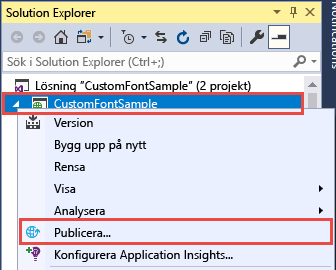 Solution Explorer
Sök i Solution Explorer (Ctrl+;)
Lösning "CustomFontSample" (2 projekt)
CustomFontSample
Version
Bygg upp på nytt
Rensa
Visa
Analysera
Publicera...
Konfigurera Application Insights...
Notifications